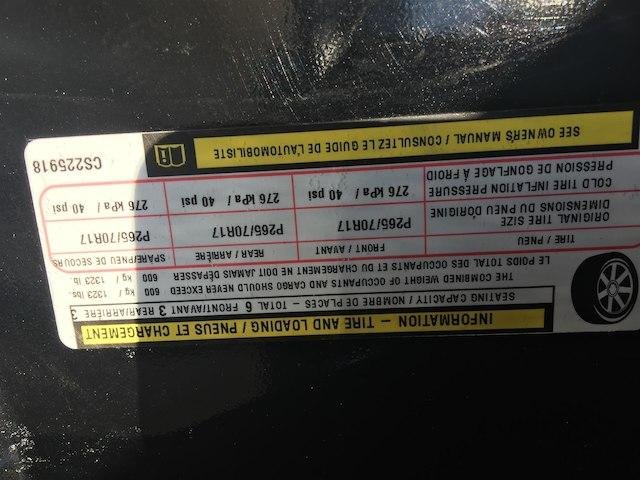 INFORMATION – TIRE AND LOADING / PNEUS ET CHARGEMENT
SEATING CAPACITY NOMBRE DE PLACES – TOTAL 6 FRONT/AVANT 3 REAR/ARRIÈRE 3
THE COMBINED WEIGHT OF OCCUPANTS AND CARGO SHOULD NEVER EXCEED 600 kg / 1323 lbs.
LE POIDS TOTAL DES OCCUPANTS ET DU CHARGEMENT NE DOIT JAMAIS DÉPASSER 600 kg / 1323 lb
TIRE / PNEU FRONT / AVANT REAR / ARRIÈRE SPARE/PNEU DE SECOURS
ORIGINAL TIRE SIZE
DIMENSIONS DU PNEU D'ORIGINE P265/70R17 P265/70R17 P265/70R17
COLD TIRE INFLATION PRESSURE
PRESSION DE GONFLAGE À FROID 276 kPa / 40 psi 276 kPa / 40 psi 276 kPa / 40 psi
SEE OWNERS MANUAL / CONSULTEZ LE GUIDE DE L'AUTOMOBILISTE
CS225918